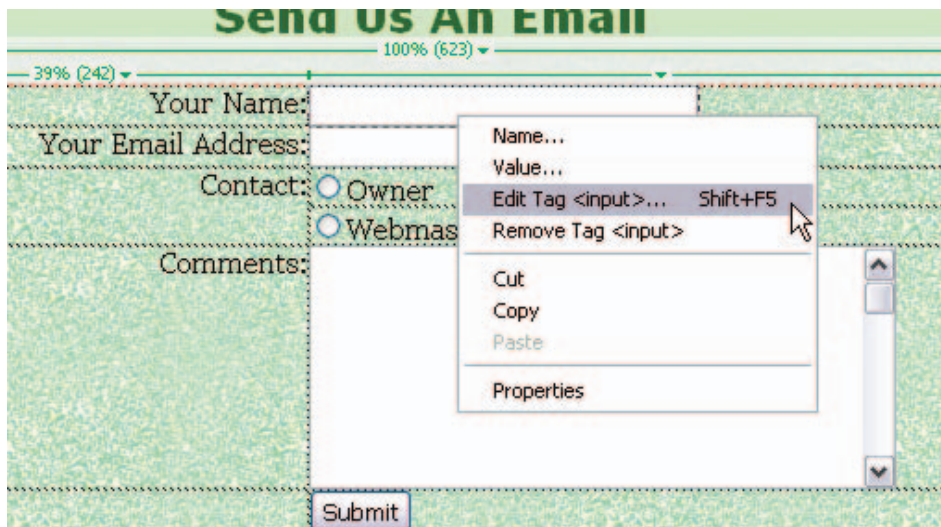 Send Us An Email
100% (623)
39% (242)
Your Name:
Your Email Address:
Contact:
Owner
Comments:
Name...
Value...
Edit Tag <input>... Shift+F5
Remove Tag <input>
Cut
Copy
Paste
Properties
Submit